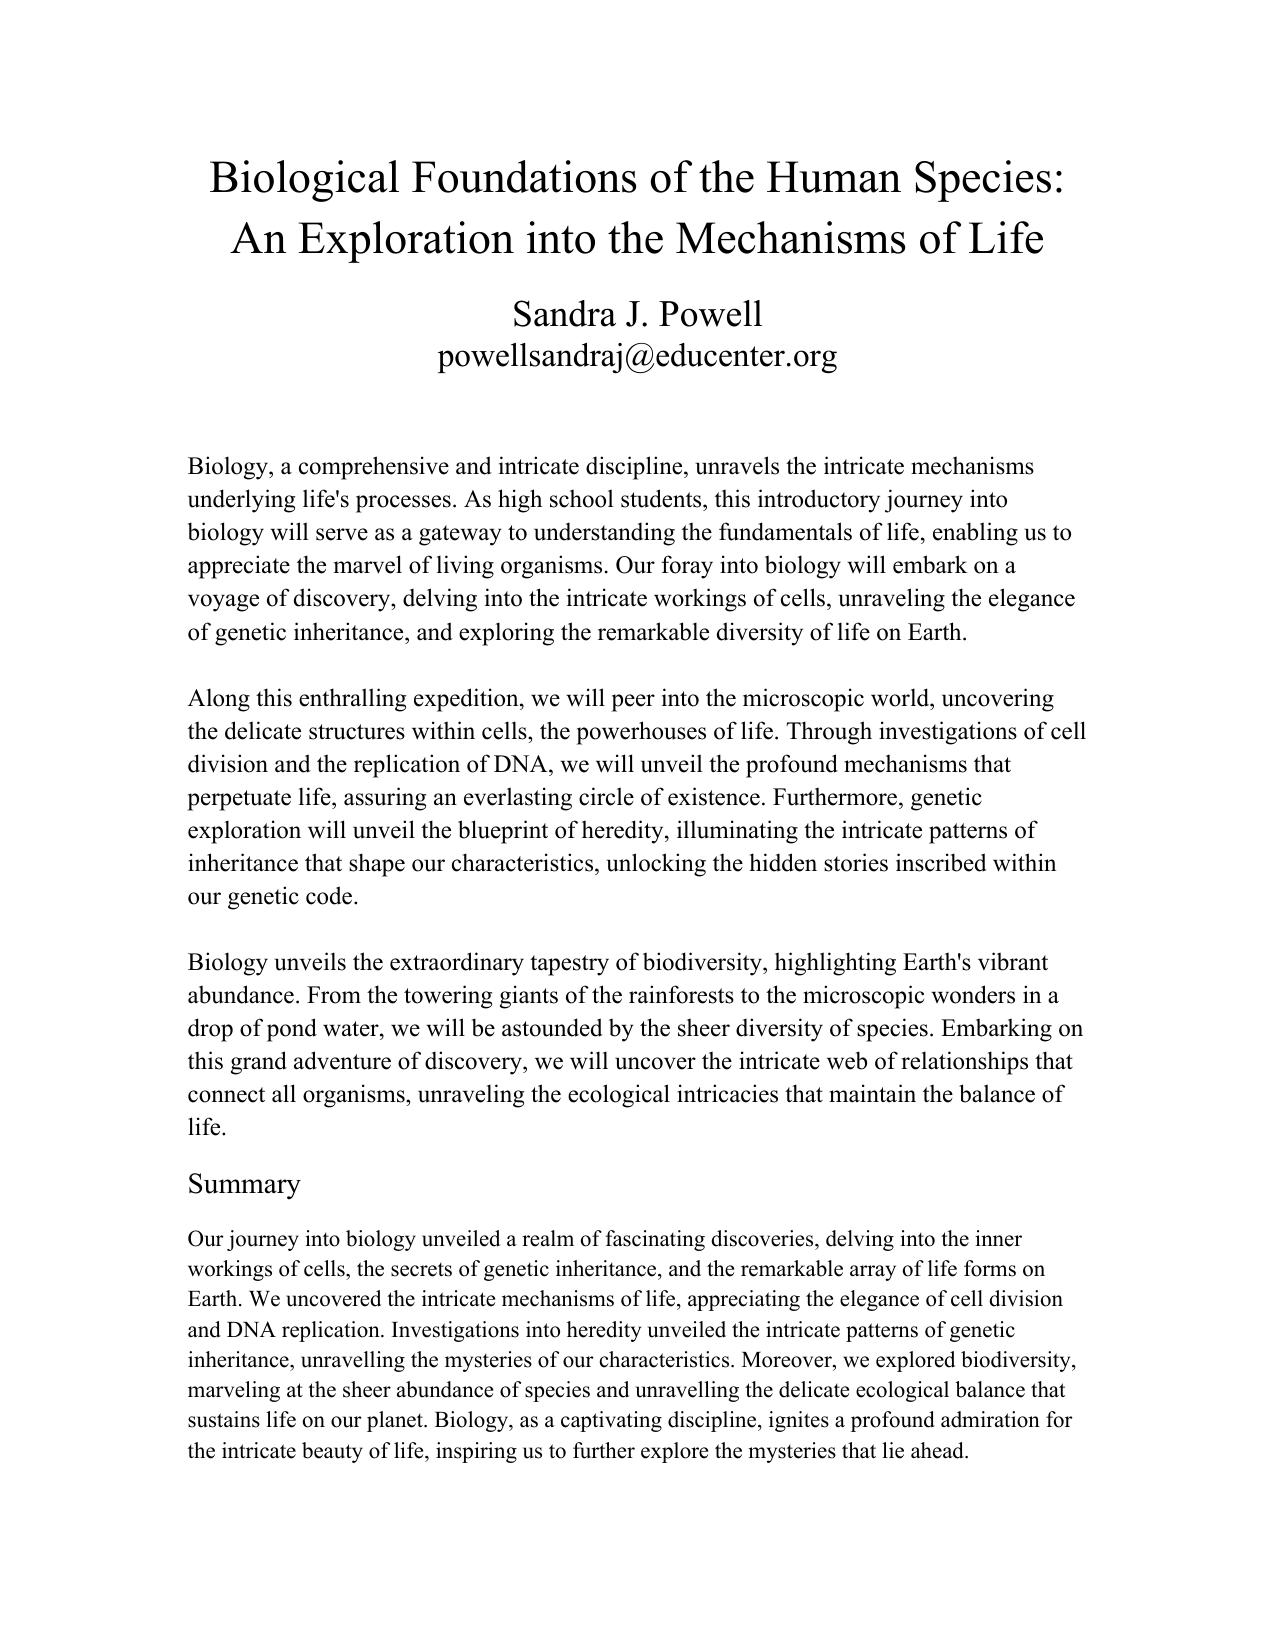 Biological Foundations of the Human Species:
An Exploration into the Mechanisms of Life
Sandra J. Powell
powellsandraj@educenter.org
Biology, a comprehensive and intricate discipline, unravels the intricate mechanisms
underlying life's processes. As high school students, this introductory journey into
biology will serve as a gateway to understanding the fundamentals of life, enabling us to
appreciate the marvel of living organisms. Our foray into biology will embark on a
voyage of discovery, delving into the intricate workings of cells, unraveling the elegance
of genetic inheritance, and exploring the remarkable diversity of life on Earth.
Along this enthralling expedition, we will peer into the microscopic world, uncovering
the delicate structures within cells, the powerhouses of life. Through investigations of cell
division and the replication of DNA, we will unveil the profound mechanisms that
perpetuate life, assuring an everlasting circle of existence. Furthermore, genetic
exploration will unveil the blueprint of heredity, illuminating the intricate patterns of
inheritance that shape our characteristics, unlocking the hidden stories inscribed within
our genetic code.
Biology unveils the extraordinary tapestry of biodiversity, highlighting Earth's vibrant
abundance. From the towering giants of the rainforests to the microscopic wonders in a
drop of pond water, we will be astounded by the sheer diversity of species. Embarking on
this grand adventure of discovery, we will uncover the intricate web of relationships that
connect all organisms, unraveling the ecological intricacies that maintain the balance of
life.
Summary
Our journey into biology unveiled a realm of fascinating discoveries, delving into the inner
workings of cells, the secrets of genetic inheritance, and the remarkable array of life forms on
Earth. We uncovered the intricate mechanisms of life, appreciating the elegance of cell division
and DNA replication. Investigations into heredity unveiled the intricate patterns of genetic
inheritance, unravelling the mysteries of our characteristics. Moreover, we explored biodiversity,
marveling at the sheer abundance of species and unravelling the delicate ecological balance that
sustains life on our planet. Biology, as a captivating discipline, ignites a profound admiration for
the intricate beauty of life, inspiring us to further explore the mysteries that lie ahead.